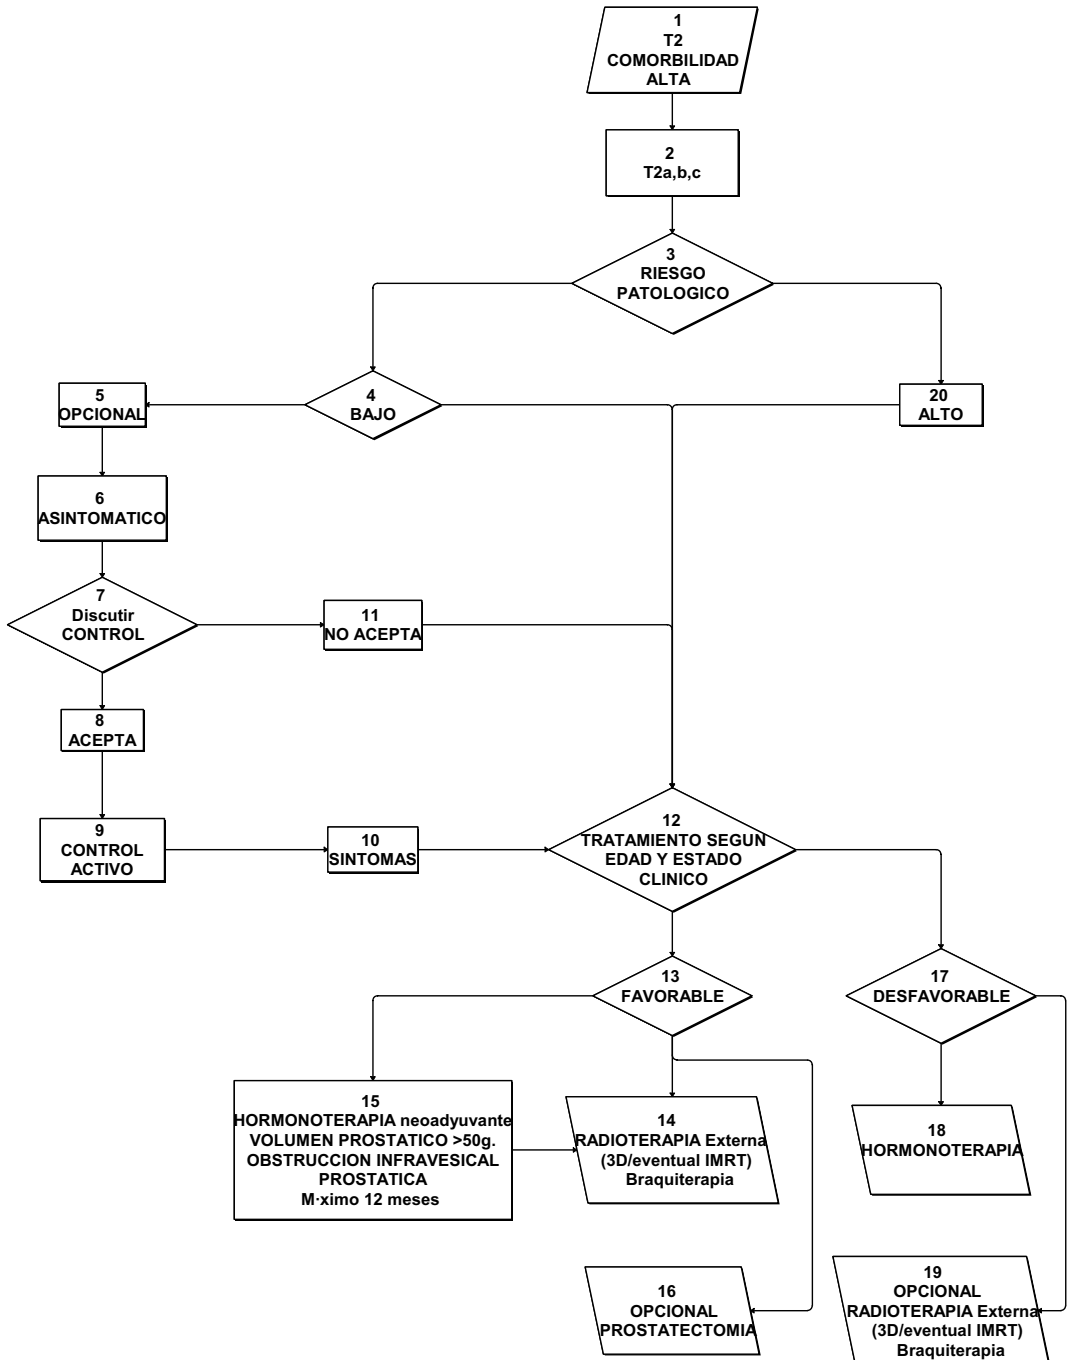 1
T2
COMORBILIDAD
ALTA
2
T2a,b,c
3
RIESGO
PATOLOGICO
4
BAJO
5
OPCIONAL
20
ALTO
6
ASINTOMATICO
7
Discutir
CONTROL
11
NO ACEPTA
8
ACEPTA
9
CONTROL
ACTIVO
10
SINTOMAS
12
TRATAMIENTO SEGUN
EDAD Y ESTADO
CLINICO
13
FAVORABLE
17
DESFAVORABLE
15
HORMONOTERAPIA neoadyuvante
VOLUMEN PROSTATICO >50g.
OBSTRUCCION INFRAVESICAL
PROSTATICA
M·ximo 12 meses
14
RADIOTERAPIA Externa
(3D/eventual IMRT)
Braquiterapia
18
HORMONOTERAPIA
16
OPCIONAL
PROSTATECTOMIA
19
OPCIONAL
RADIOTERAPIA Externa
(3D/eventual IMRT)
Braquiterapia